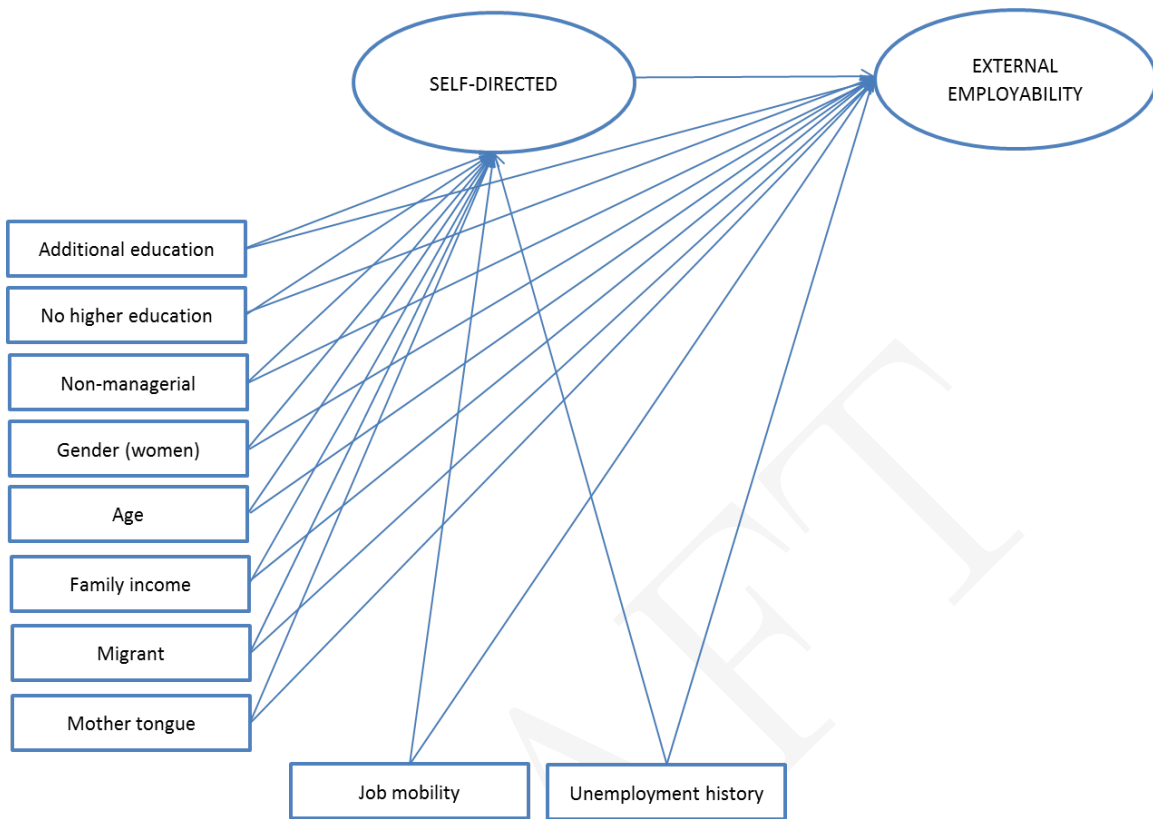 SELF-DIRECTED
EXTERNAL
EMPLOYABILITY
Additional education
No higher education
Non-managerial
Gender (women)
Age
Family income
Migrant
Mother tongue
Job mobility
Unemployment history
AFT